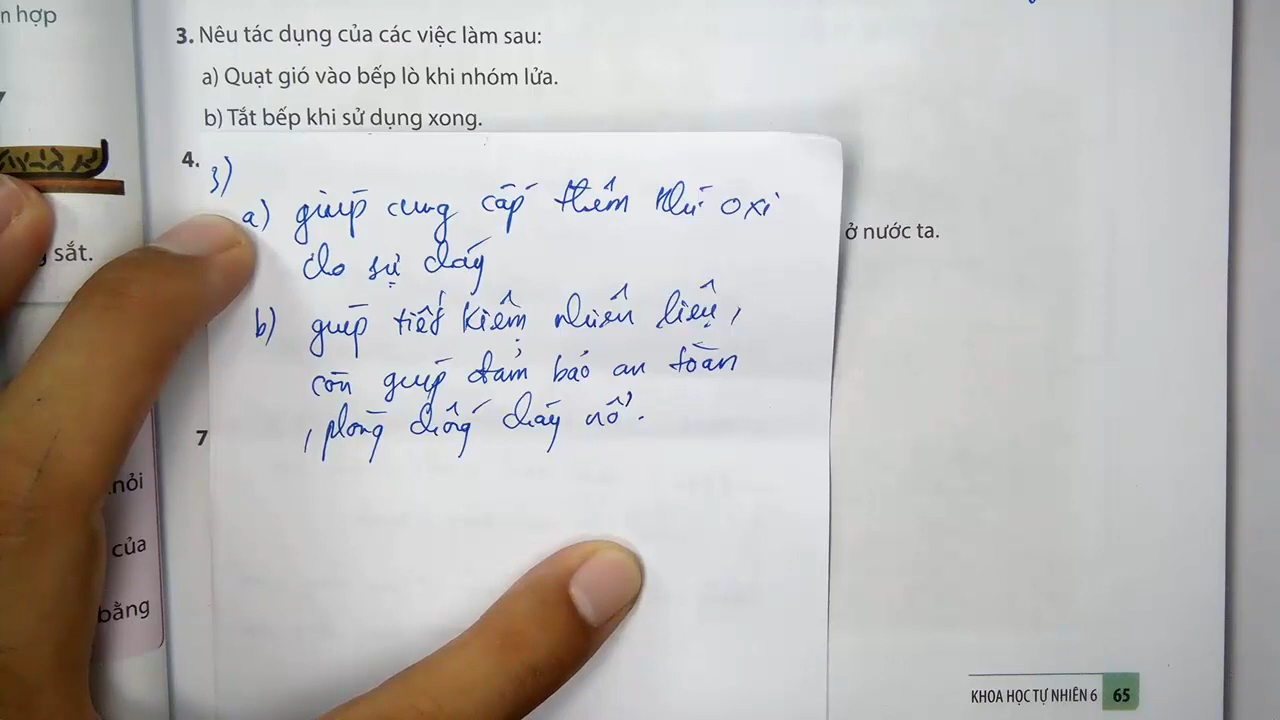 n hợp
3. Nêu tác dụng của các việc làm sau:
a) Quạt gió vào bếp lò khi nhóm lửa.
b) Tắt bếp khi sử dụng xong.
4.
3)
a) giúp cung cấp thêm khí oxi
cho sự cháy
ở nước ta.
sắt.
b) giúp tiết kiệm nhiên liệu,
còn giúp đảm bảo an toàn
, phòng chống cháy nổ.
7
nỏi
của
bằng
KHOA HỌC TỰ NHIÊN 6 65